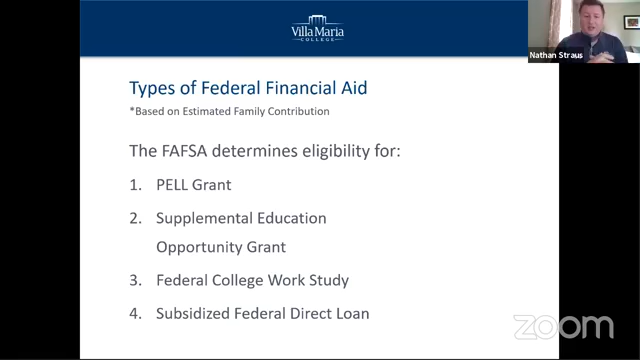 Villa Maria
COLLEGE
Nathan Straus
Types of Federal Financial Aid
*Based on Estimated Family Contribution
The FAFSA determines eligibility for:
1. PELL Grant
2. Supplemental Education
Opportunity Grant
3. Federal College Work Study
4. Subsidized Federal Direct Loan
zoom